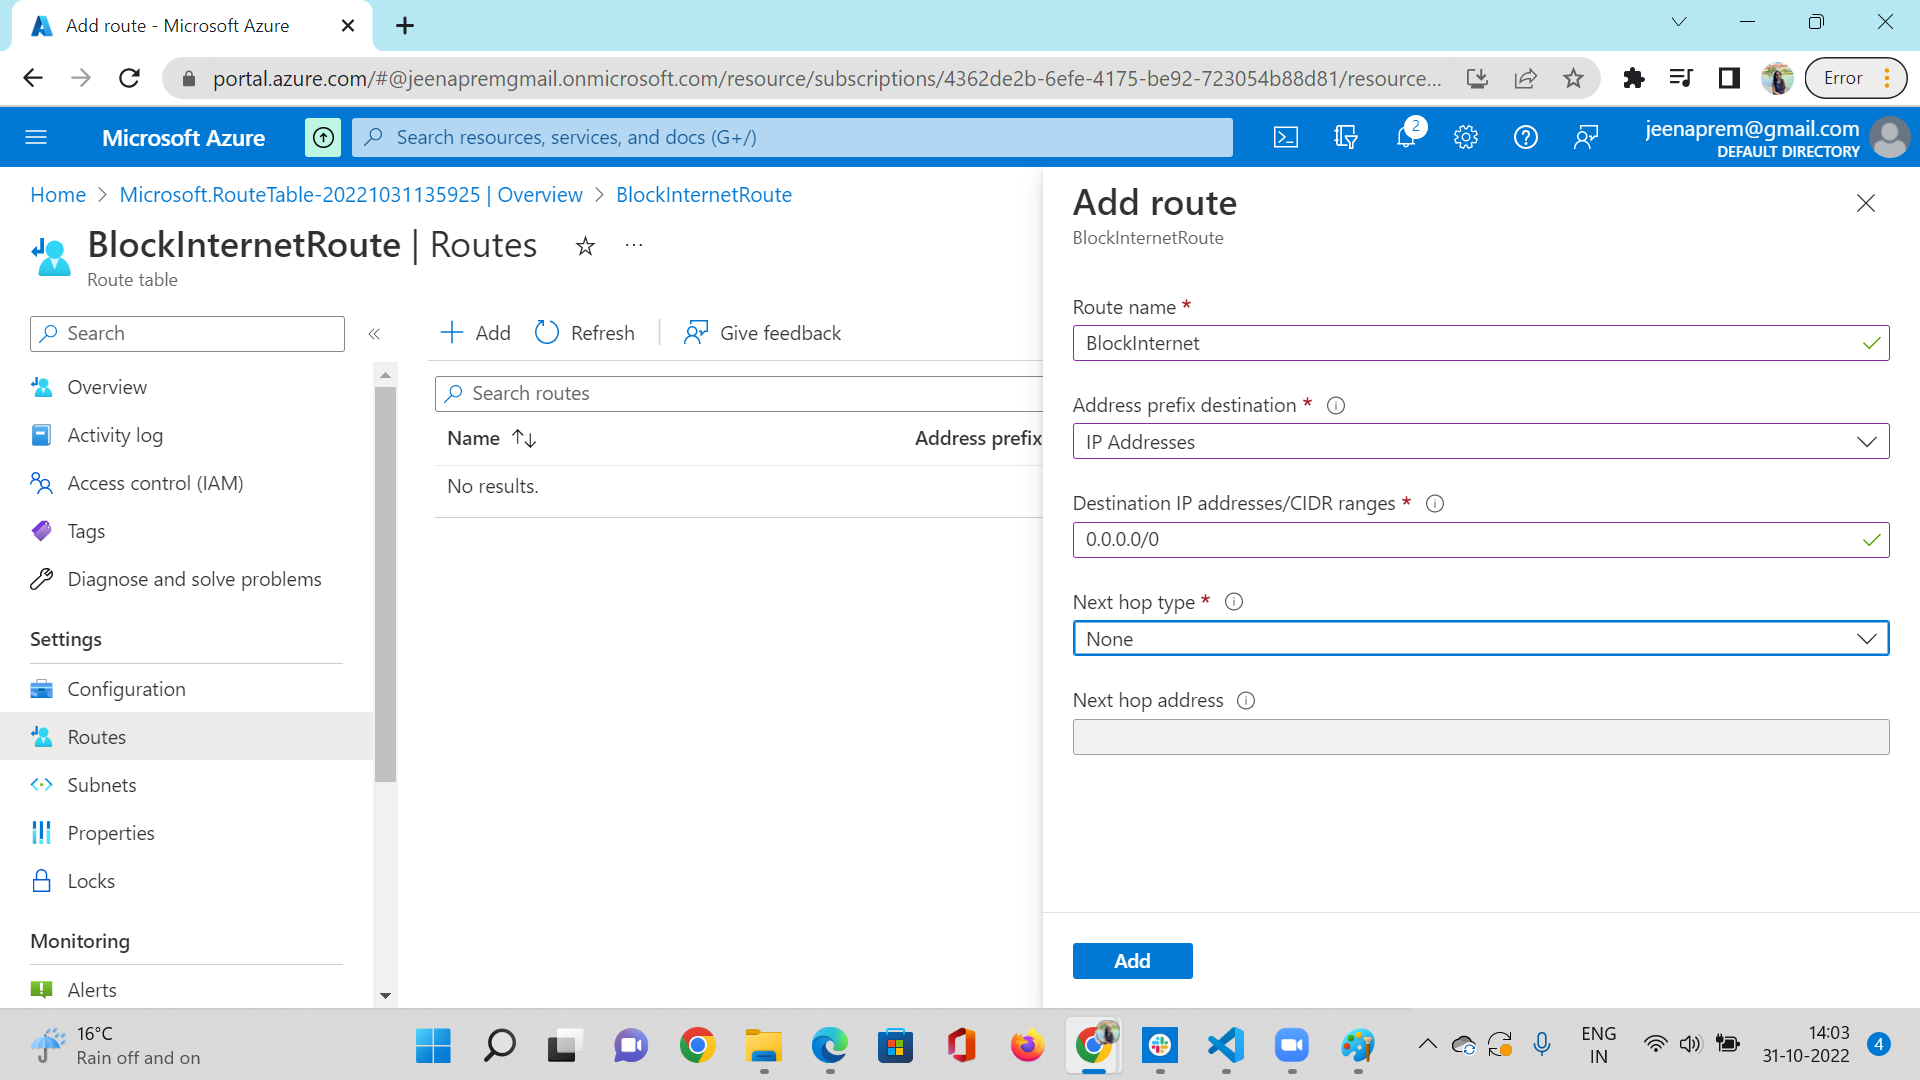 Add route - Microsoft Azure
portal.azure.com/#@jeenapremgmail.onmicrosoft.com/resource/subscriptions/4362de2b-6efe-4175-be92-723054b88d81/resource...
Error
Microsoft Azure
Search resources, services, and docs (G+/)
2
jeenaprem@gmail.com
DEFAULT DIRECTORY
Home > Microsoft.RouteTable-20221031135925 | Overview > BlockInternetRoute
BlockInternetRoute | Routes
Route table
Search
Overview
Activity log
Access control (IAM)
Tags
Diagnose and solve problems
Settings
Configuration
Routes
Subnets
Properties
Locks
Monitoring
Alerts
Add Refresh Give feedback
Search routes
Name Address prefix
No results.
Add route
BlockInternetRoute
Route name *
BlockInternet
Address prefix destination *
IP Addresses
Destination IP addresses/CIDR ranges *
0.0.0.0/0
Next hop type *
None
Next hop address
Add
16°C
Rain off and on
ENG
IN
14:03
31-10-2022
4